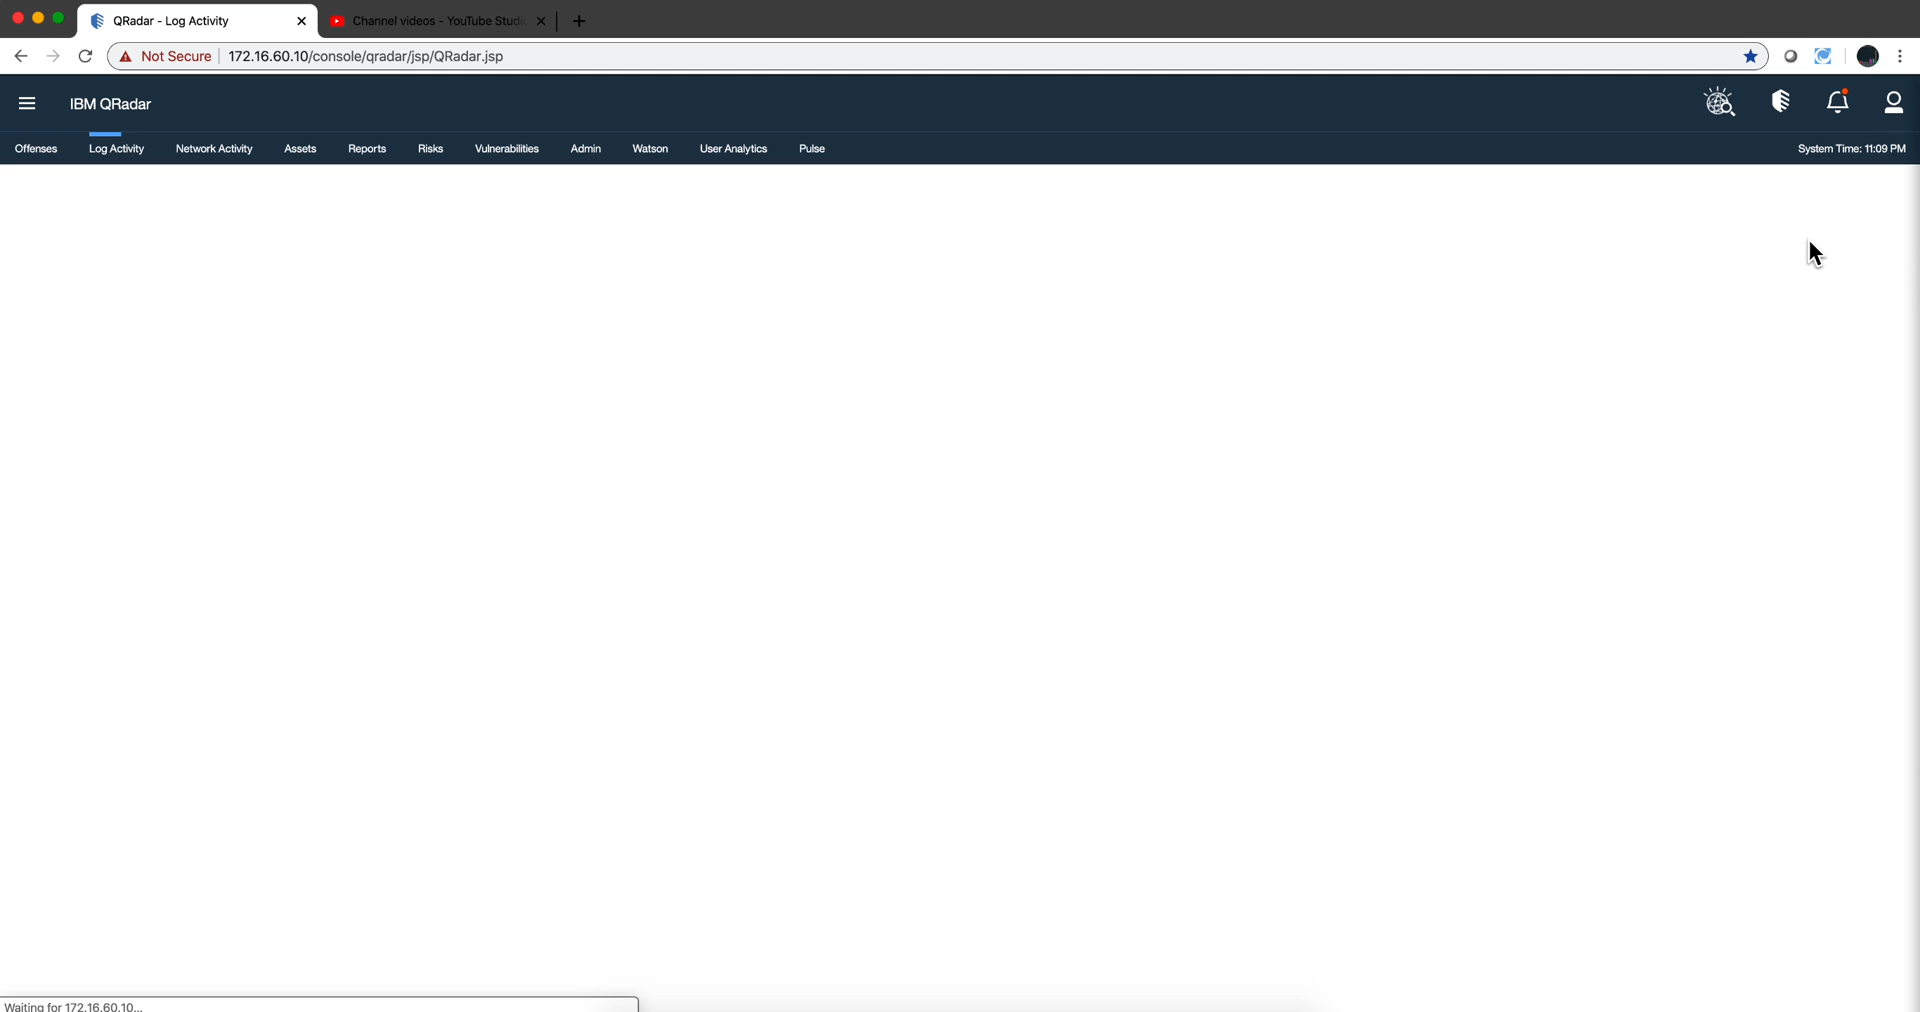 QRadar - Log Activity
Channel videos - YouTube Studi
Not Secure
172.16.60.10/console/qradar/jsp/QRadar.jsp
IBM QRadar
Offenses
Log Activity
Network Activity
Assets
Reports
Risks
Vulnerabilities
Admin
Watson
User Analytics
Pulse
System Time: 11:09 PM
Waiting for 172.16.60.10...